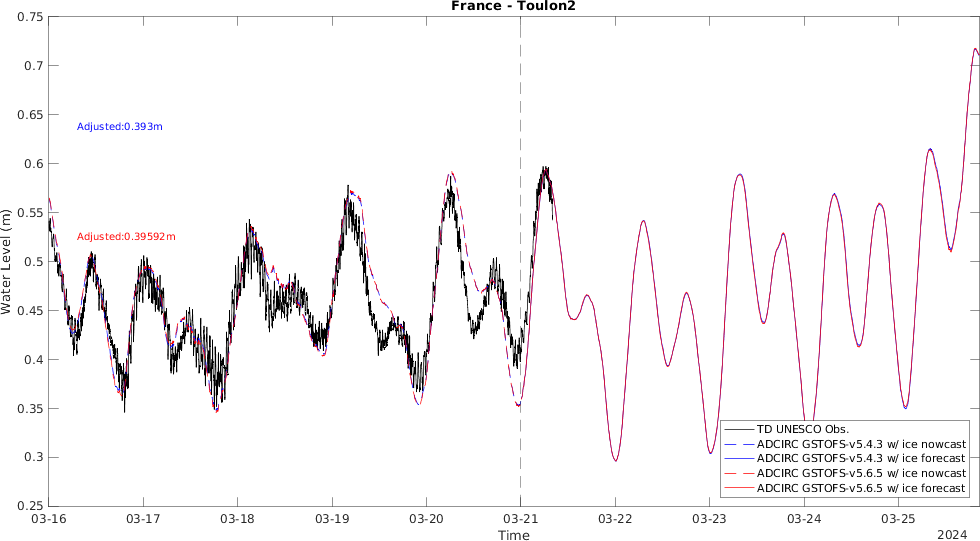 France - Toulon2
0.75
0.7
0.65
0.6
0.55
0.5
0.45
0.4
0.35
0.3
0.25
Water Level (m)
Adjusted:0.393m
Adjusted:0.39592m
TD UNESCO Obs.
ADCIRC GSTOFS-v5.4.3 w/ ice nowcast
ADCIRC GSTOFS-v5.4.3 w/ ice forecast
ADCIRC GSTOFS-v5.6.5 w/ ice nowcast
ADCIRC GSTOFS-v5.6.5 w/ ice forecast
03-16 03-17 03-18 03-19 03-20 03-21 03-22 03-23 03-24 03-25
Time
2024